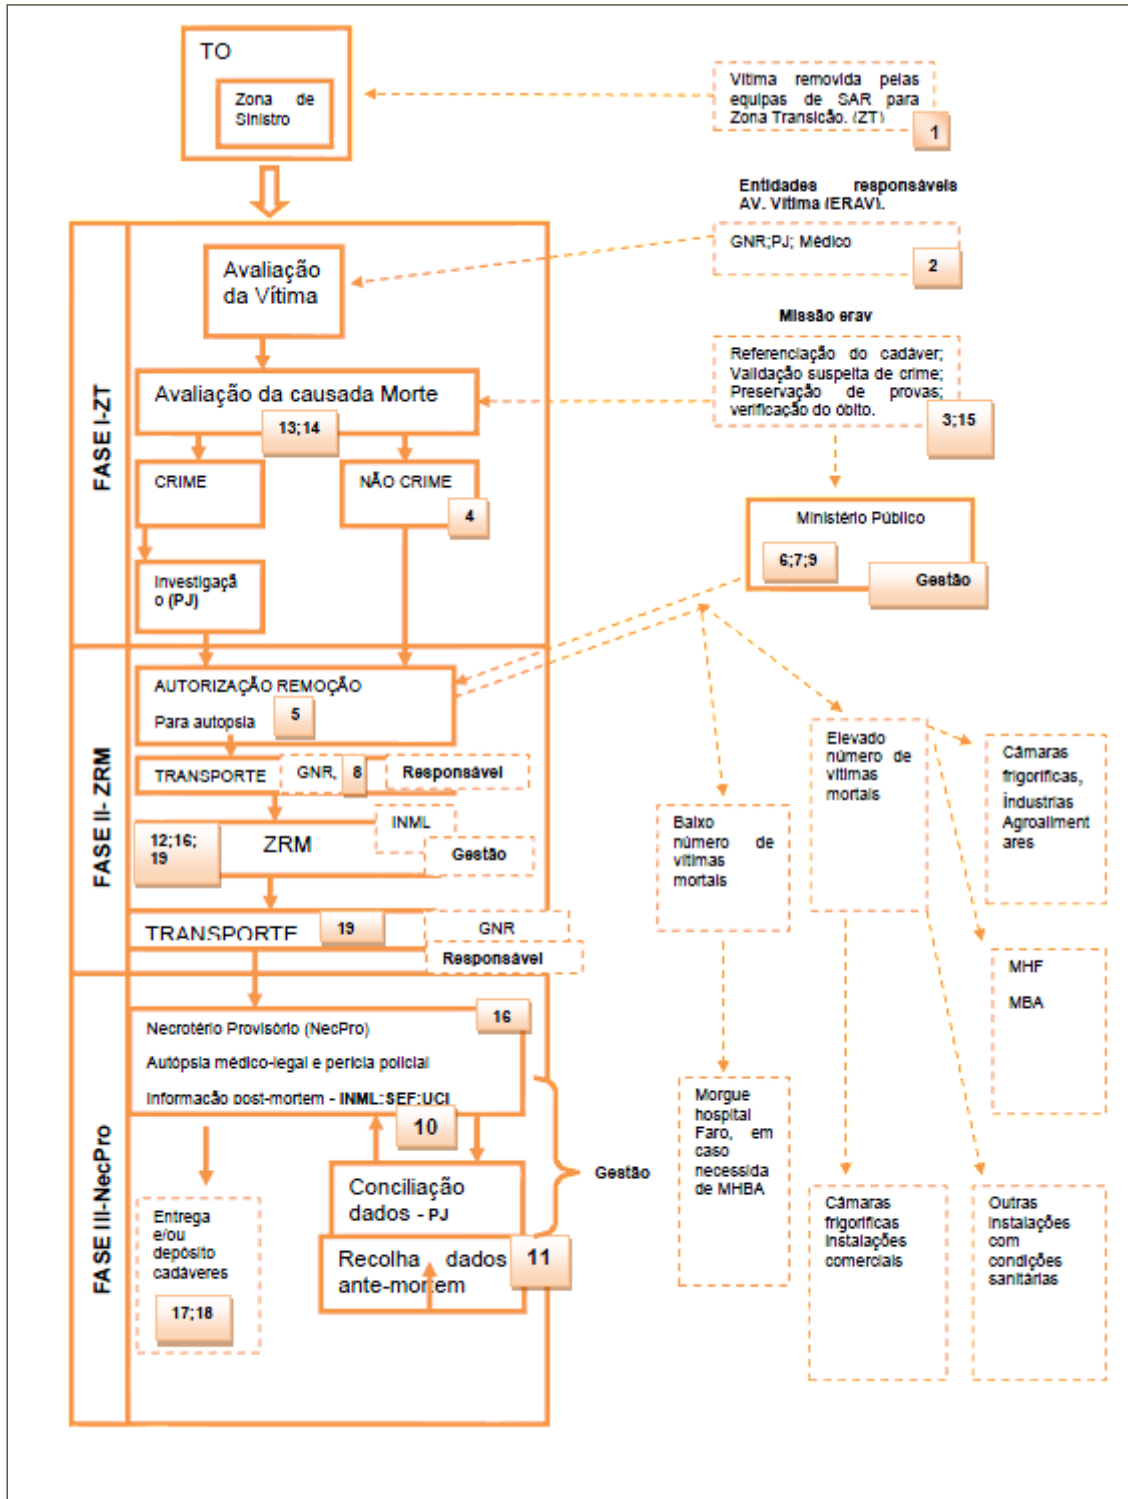 TO
Zona de
Sinistro
Vítima removida pelas
equipas de SAR para
Zona Transição. (ZT)
1
Entidades responsáveis
AV. Vítima (ERAV).
GNR;PJ; Médico
2
FASE I-ZT
Avaliação
da Vítima
Missão erav
Referenciação do cadáver;
Validação suspeita de crime;
Preservação de provas;
verificação do óbito.
3;15
Avaliação da causada Morte
13;14
CRIME
NÃO CRIME
4
Ministério Público
6;7;9
Gestão
Investigaçã
o (PJ)
FASE II- ZRM
AUTORIZAÇÃO REMOÇÃO
Para autopsia
5
TRANSPORTE
GNR,
8
Responsável
12;16;
19
ZRM
INML
Gestão
TRANSPORTE
19
GNR
Responsável
Baixo
número de
vítimas
mortais
Elevado
número de
vítimas
mortais
Câmaras
frigoríficas,
Índustrias
Agroaliment
ares
MHF
MBA
FASE III-NecPro
16
Necrotério Provisório (NecPro)
Autópsia médico-legal e perícia policial
Informação post-mortem - INML;SEF;UCI
10
Gestão
Conciliação
dados - PJ
Recolha dados
ante-mortem
11
Entrega
e/ou
depósito
cadáveres
17;18
Morgue
hospital
Faro, em
caso
necessida
de MHBA
Câmaras
frigoríficas
Instalações
comerciais
Outras
Instalações
com
condições
sanitárias